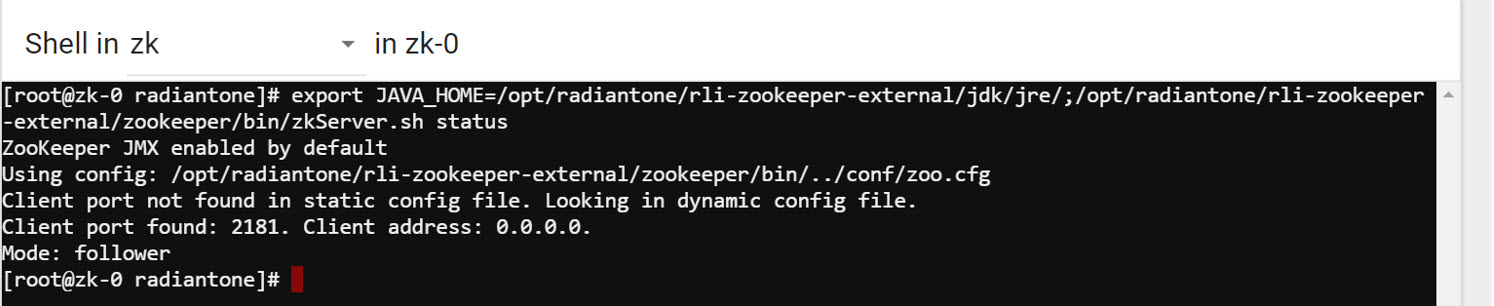 Shell in zk in zk-0
[root@zk-0 radiantone]# export JAVA_HOME=/opt/radiantone/rli-zookeeper-external/jdk/jre/;/opt/radiantone/rli-zookeeper
-external/zookeeper/bin/zkServer.sh status
ZooKeeper JMX enabled by default
Using config: /opt/radiantone/rli-zookeeper-external/zookeeper/bin/../conf/zoo.cfg
Client port not found in static config file. Looking in dynamic config file.
Client port found: 2181. Client address: 0.0.0.0.
Mode: follower
[root@zk-0 radiantone]#